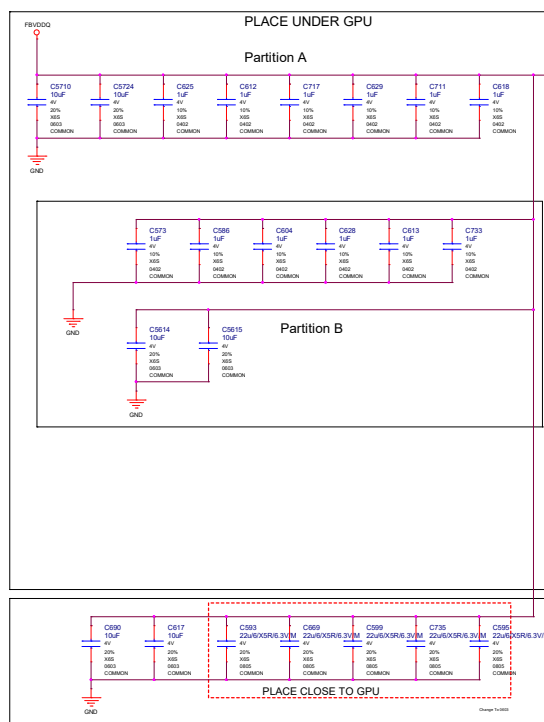 PLACE UNDER GPU
FBVDDQ
Partition A
C5710 C5724 C625 C612 C717 C629 C711 C618
10uF 10uF 1uF 1uF 1uF 1uF 1uF 1uF
4V 4V 4V 4V 4V 4V 4V 4V
20% 20% 10% 10% 10% 10% 10% 10%
X6S X6S X6S X6S X6S X6S X6S X6S
0603 0603 0402 0402 0402 0402 0402 0402
COMMON COMMON COMMON COMMON COMMON COMMON COMMON COMMON
GND
C573 C586 C604 C628 C613 C733
1uF 1uF 1uF 1uF 1uF 1uF
4V 4V 4V 4V 4V 4V
10% 10% 10% 10% 10% 10%
X6S X6S X6S X6S X6S X6S
0402 0402 0402 0402 0402 0402
COMMON COMMON COMMON COMMON COMMON COMMON
GND
C5614 C5615 Partition B
10uF 10uF
4V 4V
20% 20%
X6S X6S
0603 0603
COMMON COMMON
GND
C690 C617 C593 C669 C599 C735 C595
10uF 10uF 22u/6/X5R/6.3V/M 22u/6/X5R/6.3V/M 22u/6/X5R/6.3V/M 22u/6/X5R/6.3V/M 22u/6/X5R/6.3V/
4V 4V 4V 4V 4V 4V 4V
20% 20% 20% 20% 20% 20% 20%
X6S X6S X6S X6S X6S X6S X6S
0603 0603 0805 0805 0805 0805 0805
COMMON COMMON COMMON COMMON COMMON COMMON COMMON
PLACE CLOSE TO GPU
GND
Change To